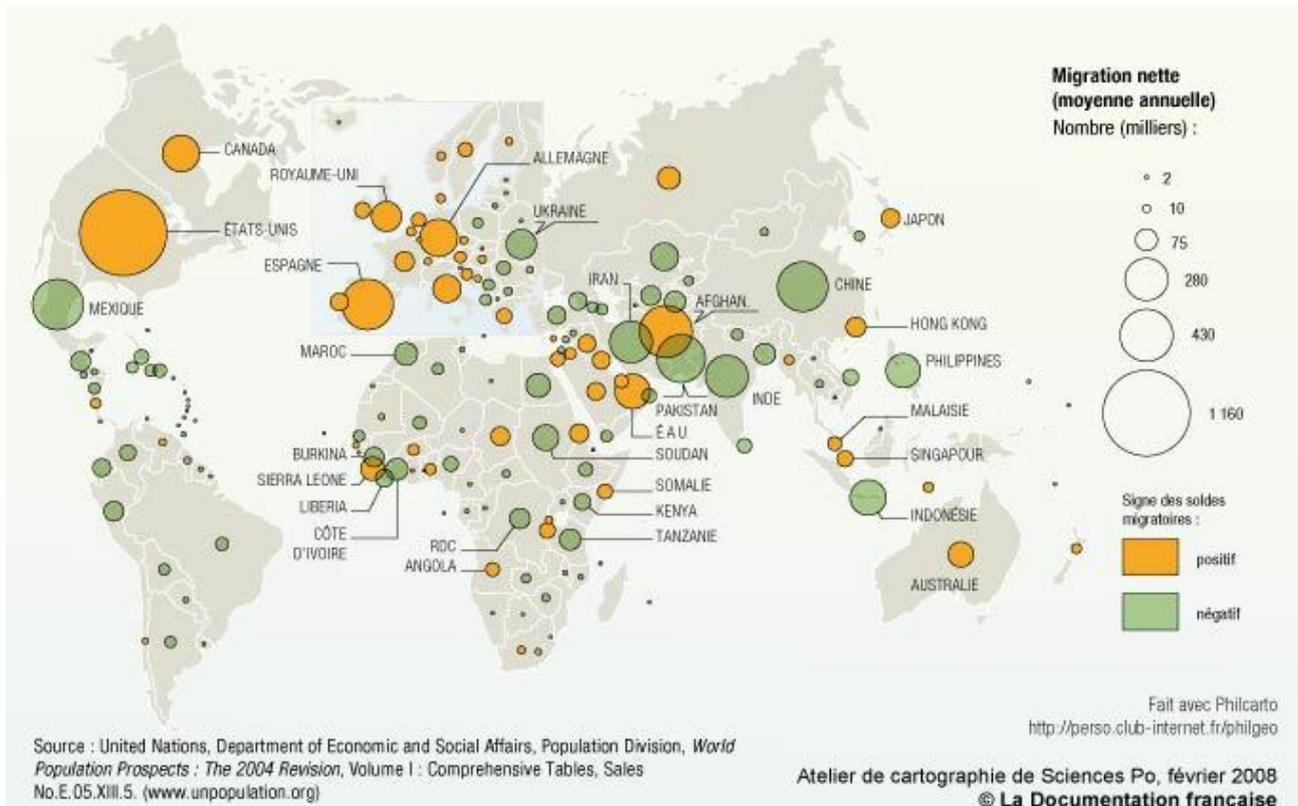 Migration nette
(moyenne annuelle)
Nombre (milliers) :
2
10
75
280
430
1 160
Signe des soldes
migratoires :
positif
négatif
CANADA
ROYAUME-UNI
ALLEMAGNE
UKRAINE
ÉTATS-UNIS
JAPON
ESPAGNE
IRAN
AFGHAN.
CHINE
MEXIQUE
HONG KONG
MAROC
PHILIPPINES
PAKISTAN
INDE
MALAISIE
ÉAU
BURKINA
SOUDAN
SINGAPOUR
SIERRA LEONE
SOMALIE
LIBERIA
KENYA
INDONÉSIE
CÔTE
D'IVOIRE
RDC
TANZANIE
ANGOLA
AUSTRALIE
Fait avec Philcarto
http://perso.club-internet.fr/philgeo
Source : United Nations, Department of Economic and Social Affairs, Population Division, World
Population Prospects : The 2004 Revision, Volume I : Comprehensive Tables, Sales
No.E.05.XIII.5. (www.unpopulation.org)
Atelier de cartographie de Sciences Po, février 2008
© La Documentation française